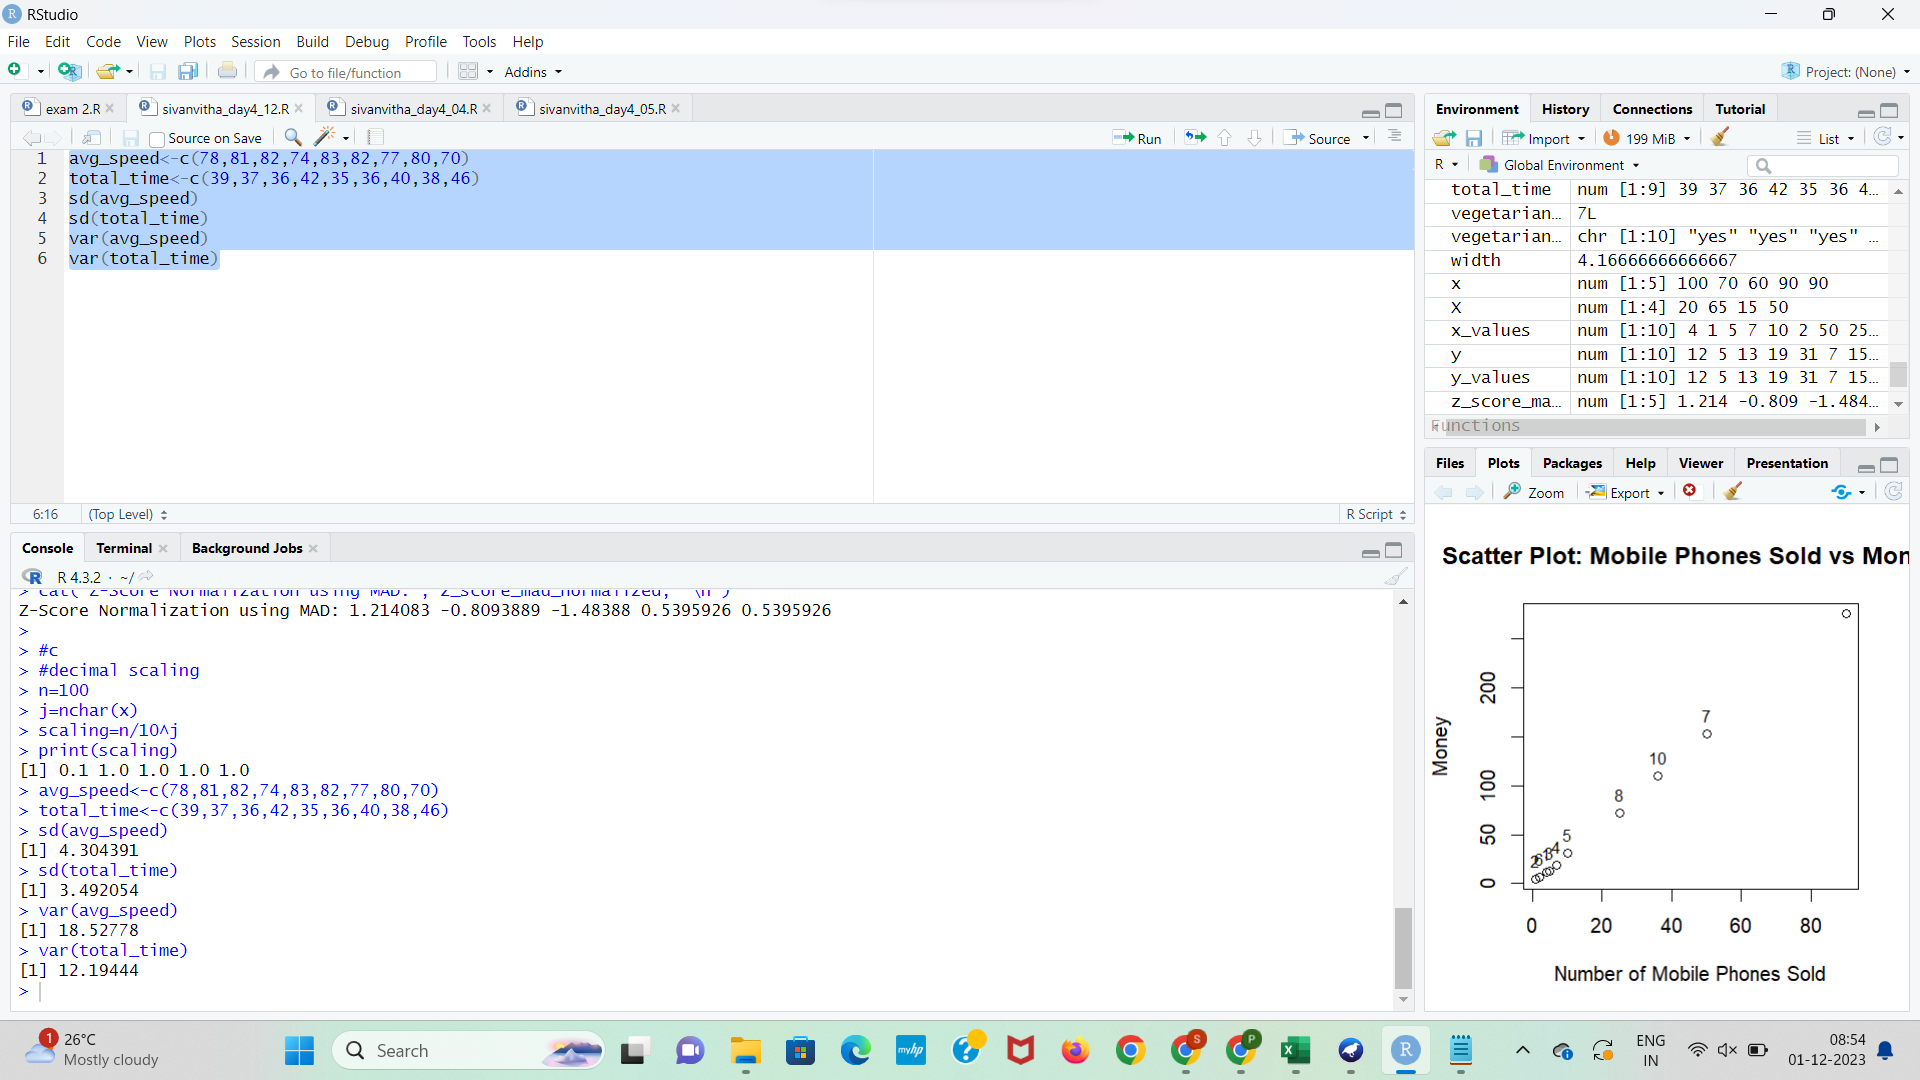 RStudio
File Edit Code View Plots Session Build Debug Profile Tools Help
Go to file/function Addins Project: (None)
exam 2.R sivanvitha_day4_12.R sivanvitha_day4_04.R sivanvitha_day4_05.R
Source on Save Run Source
1 avg_speed<-c(78,81,82,74,83,82,77,80,70)
2 total_time<-c(39,37,36,42,35,36,40,38,46)
3 sd(avg_speed)
4 sd(total_time)
5 var(avg_speed)
6 var(total_time)
6:16 (Top Level) R Script
Console Terminal Background Jobs
R 4.3.2 · ~/
> cat("Z-Score Normalization using MAD:", z_score_mad_normalized, "\n")
Z-Score Normalization using MAD: 1.214083 -0.8093889 -1.48388 0.5395926 0.5395926
>
> #c
> #decimal scaling
> n=100
> j=nchar(x)
> scaling=n/10^j
> print(scaling)
[1] 0.1 1.0 1.0 1.0 1.0
> avg_speed<-c(78,81,82,74,83,82,77,80,70)
> total_time<-c(39,37,36,42,35,36,40,38,46)
> sd(avg_speed)
[1] 4.304391
> sd(total_time)
[1] 3.492054
> var(avg_speed)
[1] 18.52778
> var(total_time)
[1] 12.19444
>
Environment History Connections Tutorial
Import 199 MiB List
R Global Environment
total_time num [1:9] 39 37 36 42 35 36 4…
vegetarian… 7L
vegetarian… chr [1:10] "yes" "yes" "yes" …
width 4.16666666666667
x num [1:5] 100 70 60 90 90
X num [1:4] 20 65 15 50
x_values num [1:10] 4 1 5 7 10 2 50 25…
y num [1:10] 12 5 13 19 31 7 15…
y_values num [1:10] 12 5 13 19 31 7 15…
z_score_ma… num [1:5] 1.214 -0.809 -1.484…
Functions
Files Plots Packages Help Viewer Presentation
Zoom Export
Scatter Plot: Mobile Phones Sold vs Mon
Money
200
100
50
0
7
10
8
5
0 20 40 60 80
Number of Mobile Phones Sold
1
26°C
Mostly cloudy
Search
myhp
S
P
R
ENG
IN
08:54
01-12-2023